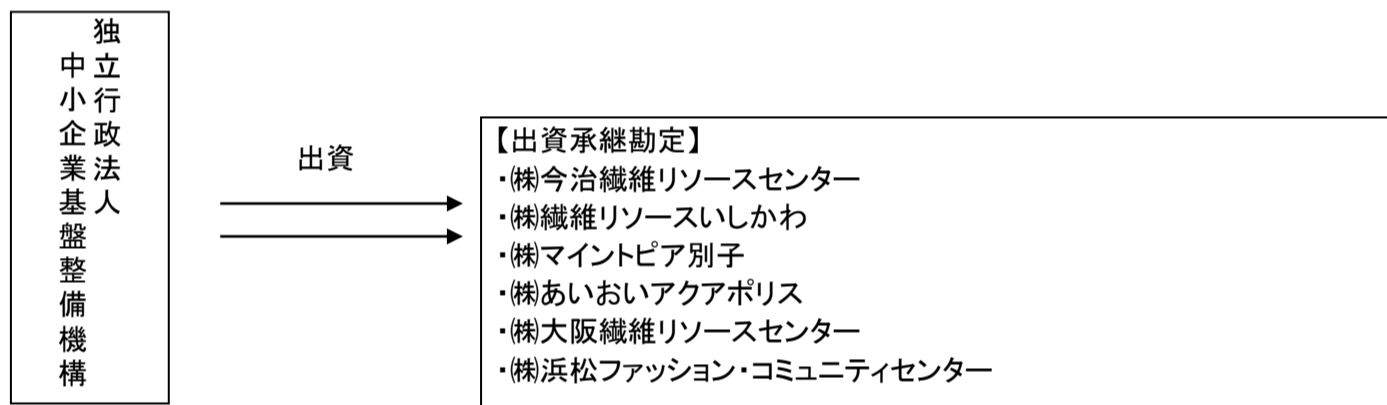 独立行政法人
中小企業基盤整備機構
出資
【出資承継勘定】
・㈱今治繊維リソースセンター
・㈱繊維リソースいしかわ
・㈱マイントピア別子
・㈱あいおいアクアポリス
・㈱大阪繊維リソースセンター
・㈱浜松ファッション・コミュニティセンター